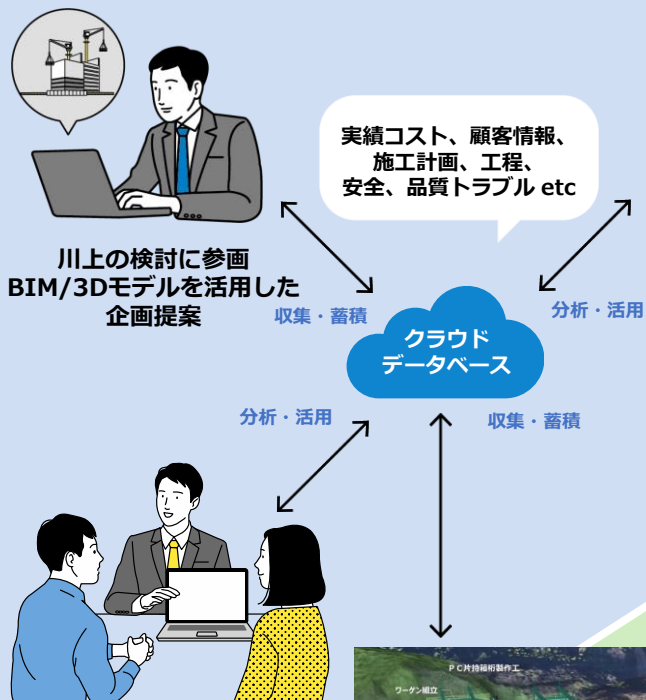 実績コスト、顧客情報、
施工計画、工程、
安全、品質トラブル etc
川上の検討に参画
BIM/3Dモデルを活用した
企画提案
収集・蓄積
分析・活用
クラウド
データベース
分析・活用
収集・蓄積
PC片持箱桁製作工
ワーゲン組立